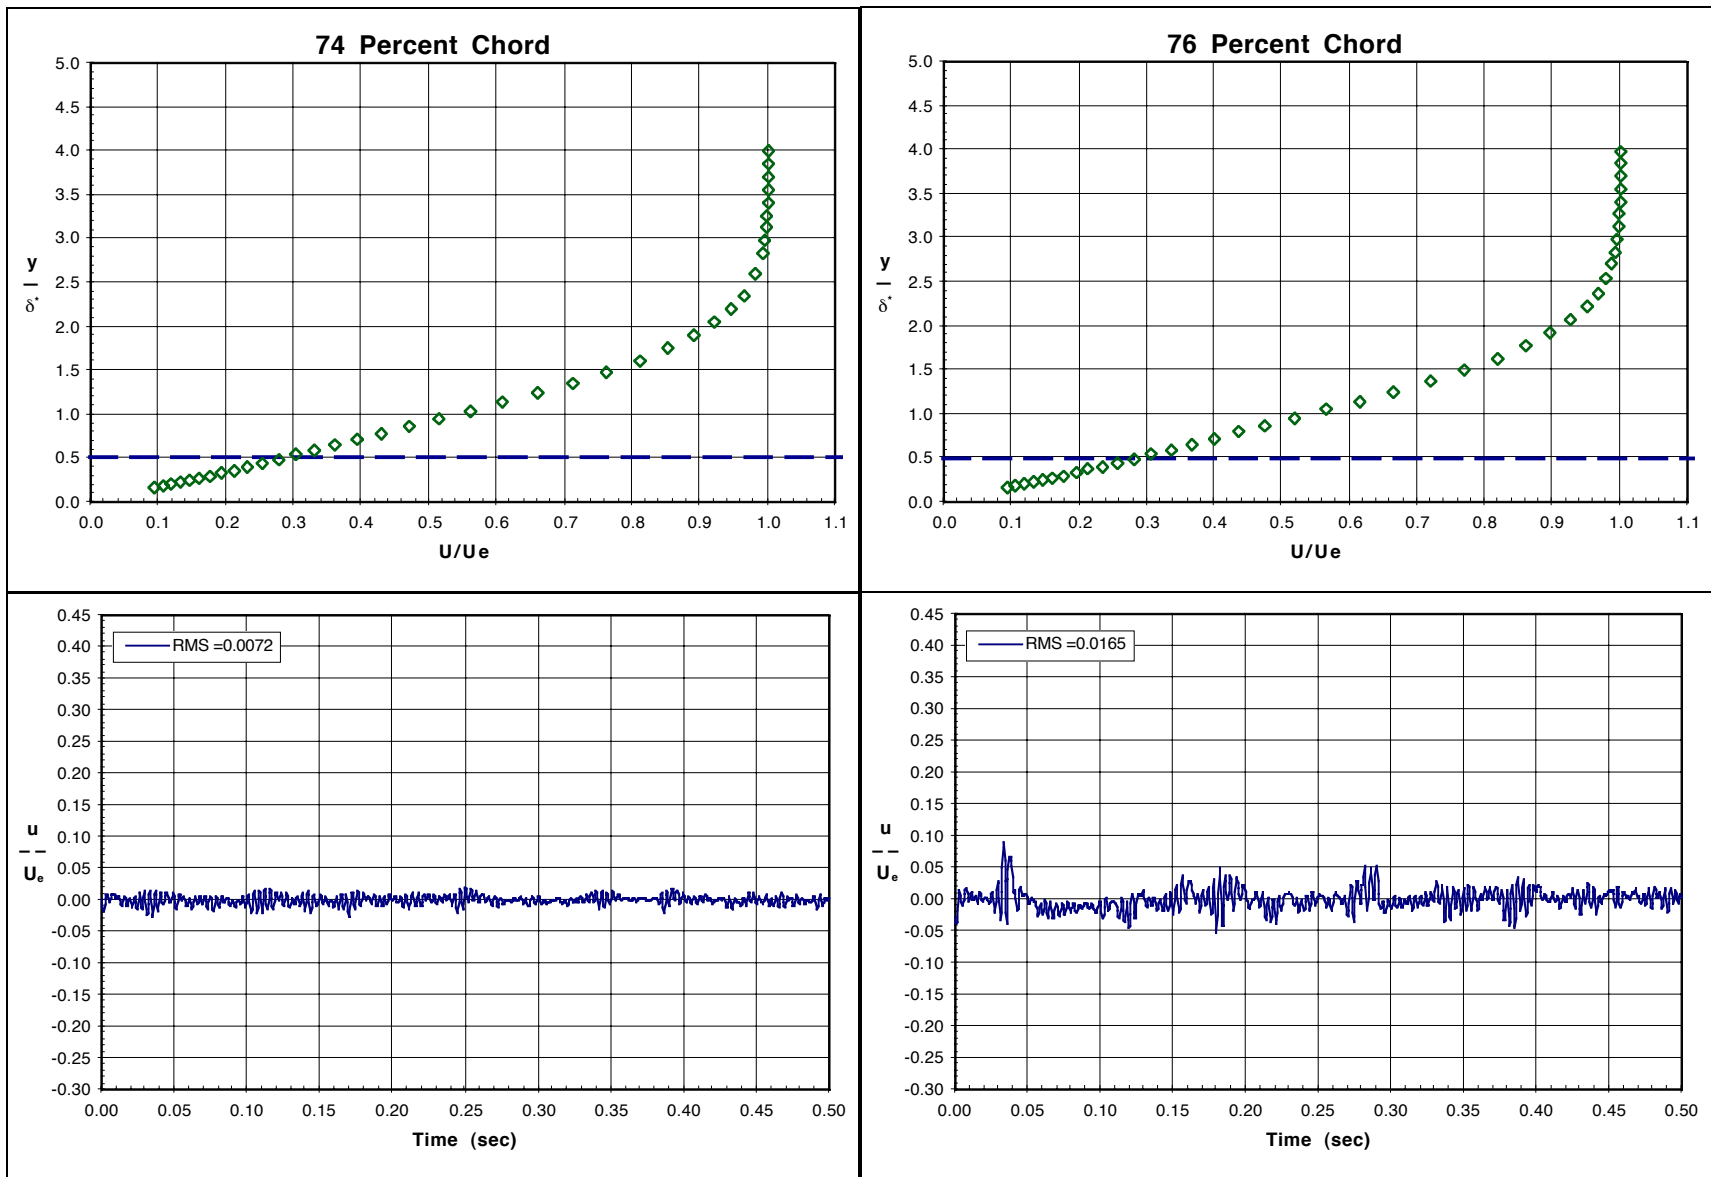 74 Percent Chord
5.0
4.5
4.0
3.5
3.0
2.5
2.0
1.5
1.0
0.5
0.0
y
δ*
0.0 0.1 0.2 0.3 0.4 0.5 0.6 0.7 0.8 0.9 1.0 1.1
U/Ue
76 Percent Chord
5.0
4.5
4.0
3.5
3.0
2.5
2.0
1.5
1.0
0.5
0.0
y
δ*
0.0 0.1 0.2 0.3 0.4 0.5 0.6 0.7 0.8 0.9 1.0 1.1
U/Ue
0.45
0.40
0.35
0.30
0.25
0.20
0.15
0.10
0.05
0.00
-0.05
-0.10
-0.15
-0.20
-0.25
-0.30
u
Ue
RMS =0.0072
0.00 0.05 0.10 0.15 0.20 0.25 0.30 0.35 0.40 0.45 0.50
Time (sec)
0.45
0.40
0.35
0.30
0.25
0.20
0.15
0.10
0.05
0.00
-0.05
-0.10
-0.15
-0.20
-0.25
-0.30
u
Ue
RMS =0.0165
0.00 0.05 0.10 0.15 0.20 0.25 0.30 0.35 0.40 0.45 0.50
Time (sec)